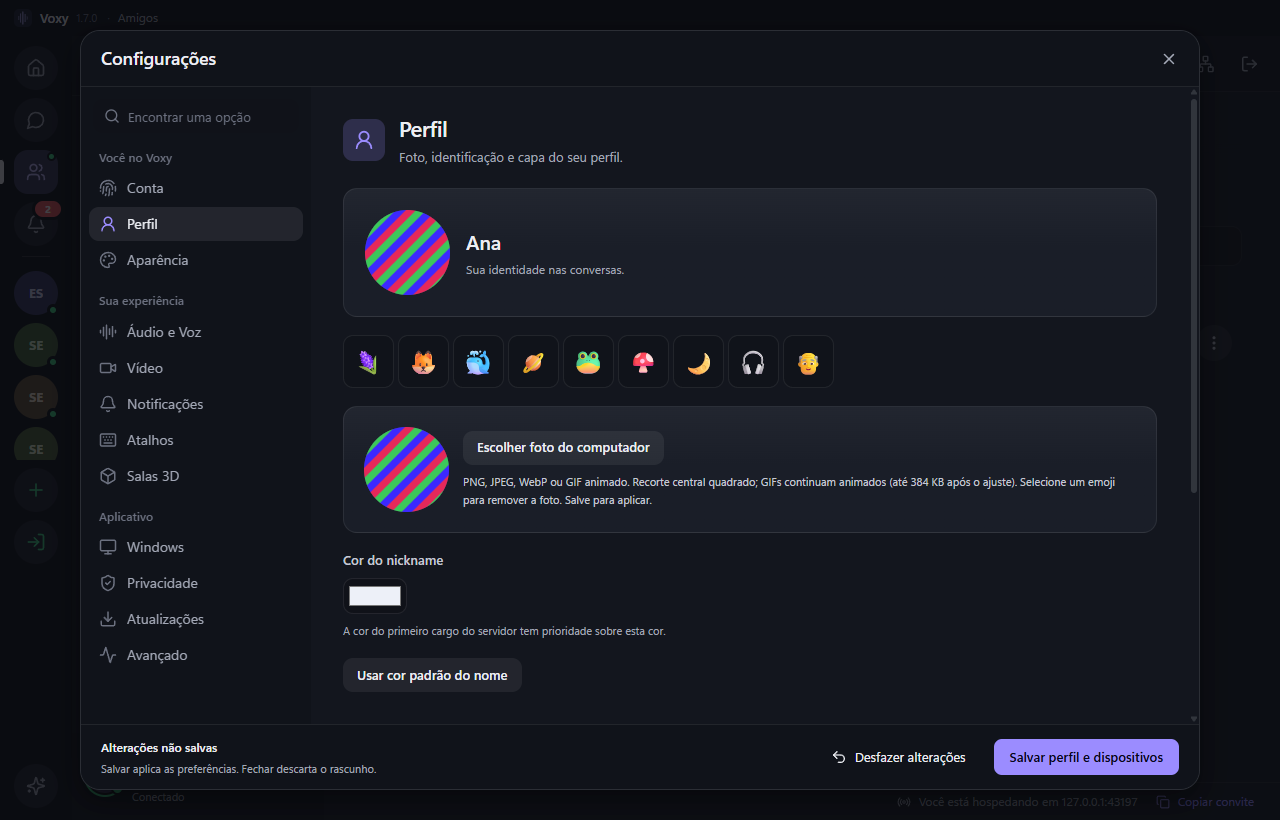 Voxy 1.7.0 · Amigos
Configurações
Encontrar uma opção
Você no Voxy
Conta
Perfil
Aparência
Sua experiência
Áudio e Voz
Vídeo
Notificações
Atalhos
Salas 3D
Aplicativo
Windows
Privacidade
Atualizações
Avançado
2
ES
SE
SE
SE
Perfil
Foto, identificação e capa do seu perfil.
Ana
Sua identidade nas conversas.
Escolher foto do computador
PNG, JPEG, WebP ou GIF animado. Recorte central quadrado; GIFs continuam animados (até 384 KB após o ajuste). Selecione um emoji
para remover a foto. Salve para aplicar.
Cor do nickname
A cor do primeiro cargo do servidor tem prioridade sobre esta cor.
Usar cor padrão do nome
Alterações não salvas
Salvar aplica as preferências. Fechar descarta o rascunho.
Desfazer alterações
Salvar perfil e dispositivos
Conectado
Você está hospedando em 127.0.0.1:43197
Copiar convite